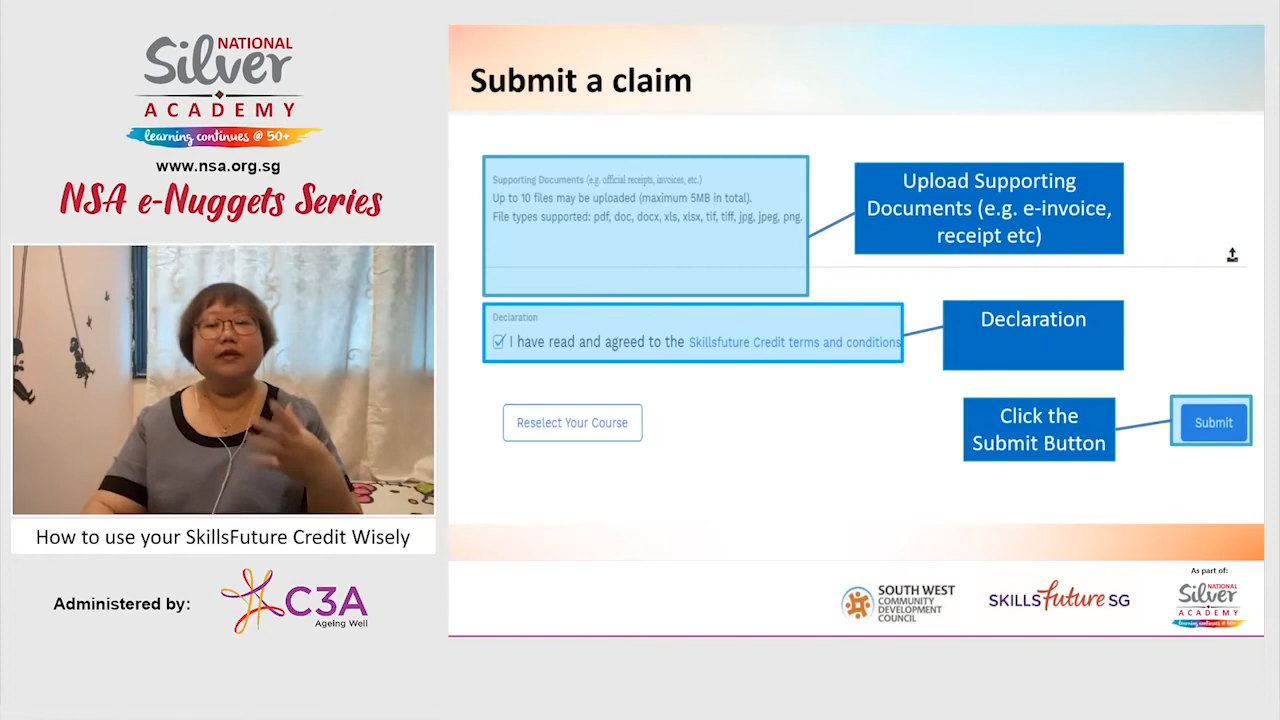 NATIONAL
Silver
ACADEMY
learning continues @ 50+
www.nsa.org.sg
NSA e-Nuggets Series
How to use your SkillsFuture Credit Wisely
Administered by:
C3A
Ageing Well
Submit a claim
Supporting Documents (e.g. official receipts, invoices, etc.)
Up to 10 files may be uploaded (maximum 5MB in total).
File types supported: pdf, doc, docx, xls, xlsx, tif, tiff, jpg, jpeg, png.
Upload Supporting
Documents (e.g. e-invoice,
receipt etc)
Declaration
I have read and agreed to the Skillsfuture Credit terms and conditions
Declaration
Reselect Your Course
Click the
Submit Button
Submit
SOUTH WEST
COMMUNITY
DEVELOPMENT
COUNCIL
SKILLSfuture SG
As part of:
NATIONAL
Silver
ACADEMY
learning continues @ 50+